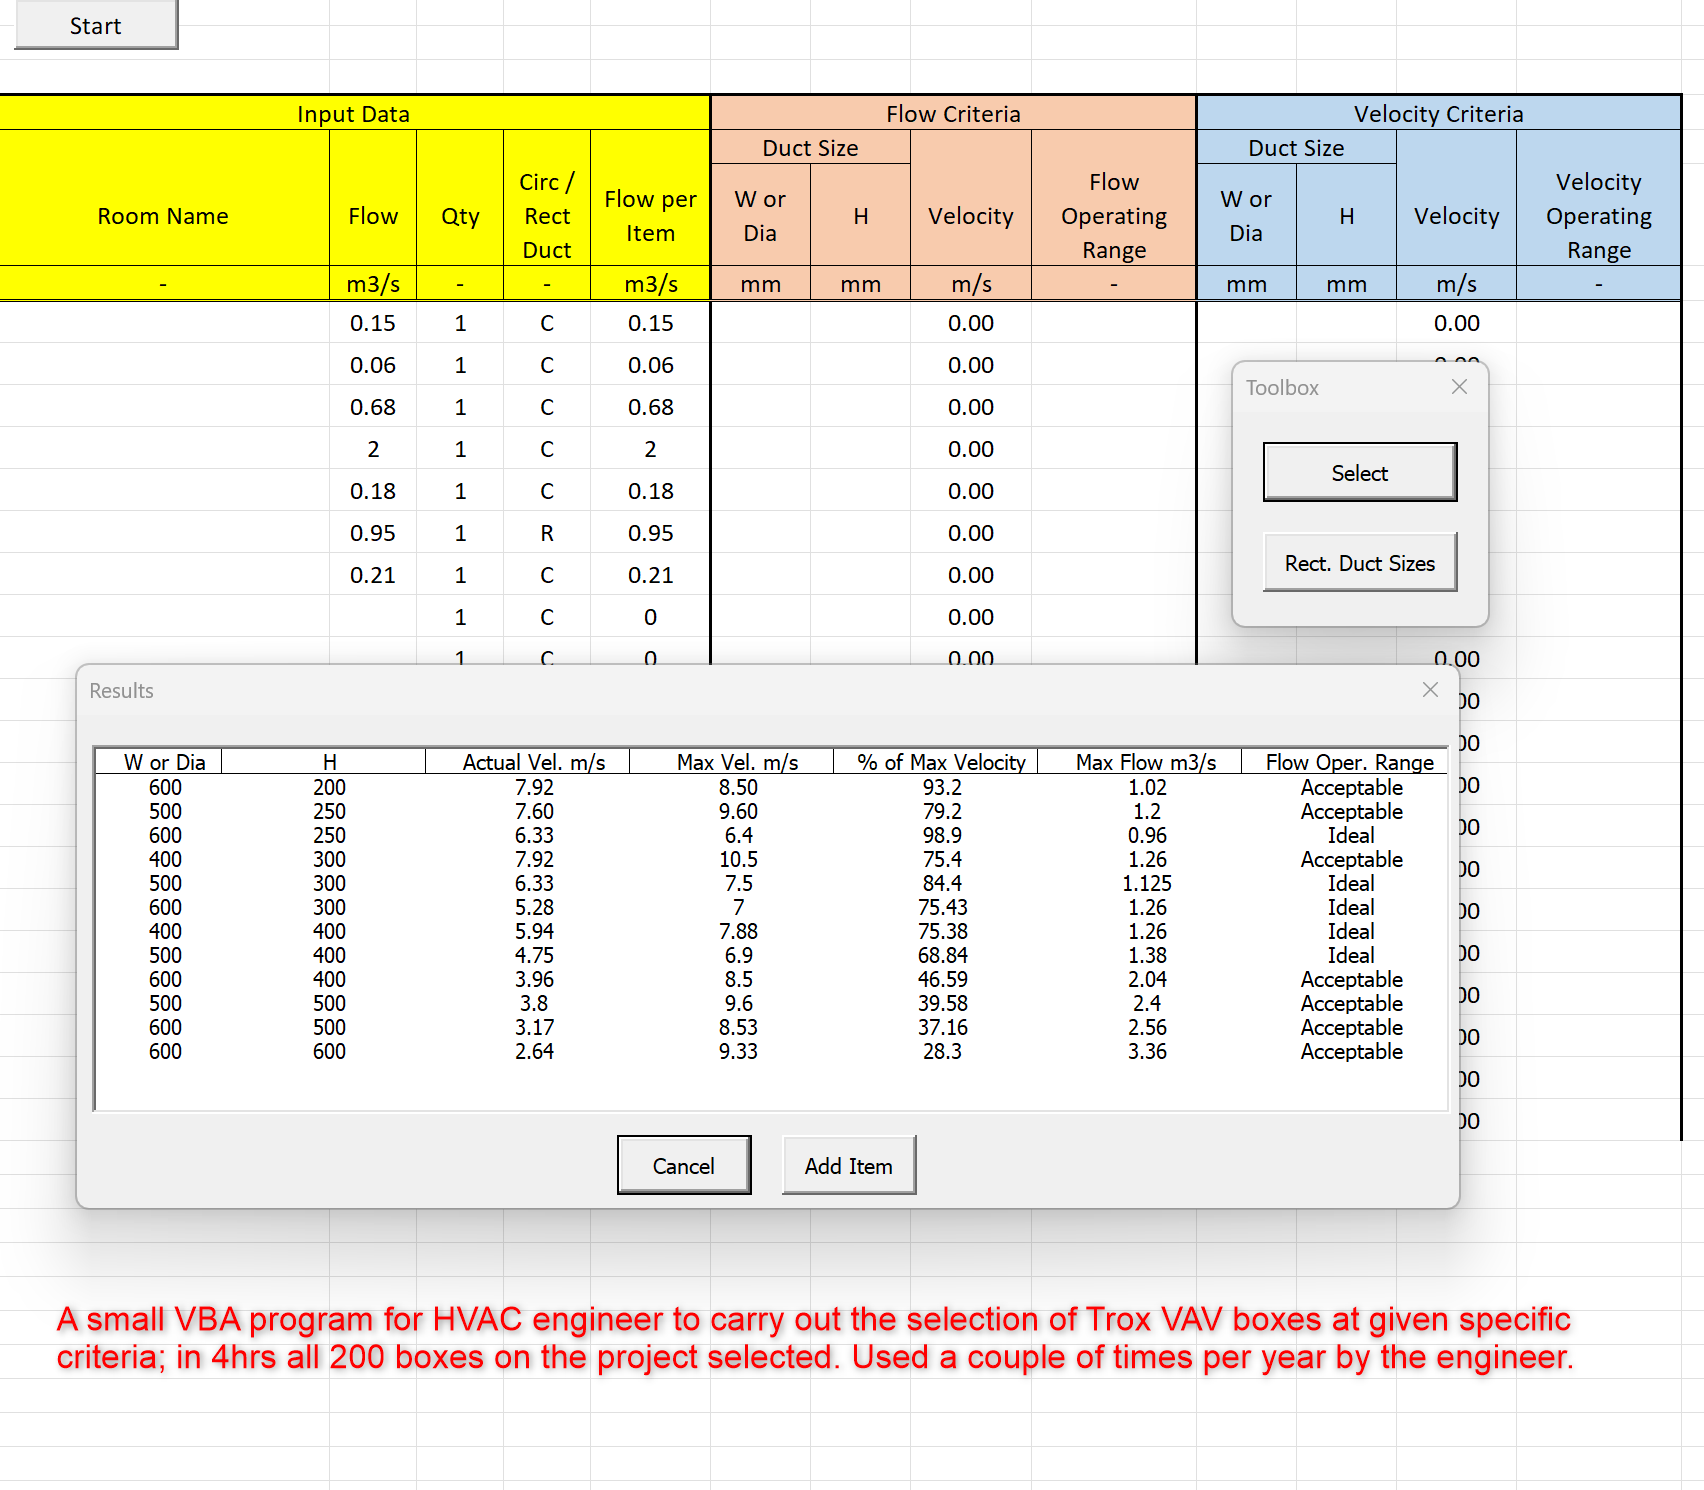 Start
Input Data Flow Criteria Velocity Criteria
Room Name Flow Qty Circ / Rect Duct Flow per Item Duct Size W or Dia H Velocity Flow Operating Range Duct Size W or Dia H Velocity Velocity Operating Range
- m3/s - - m3/s mm mm m/s - mm mm m/s -
0.15 1 C 0.15 0.00 0.00
0.06 1 C 0.06 0.00
0.68 1 C 0.68 0.00
2 1 C 2 0.00
0.18 1 C 0.18 0.00
0.95 1 R 0.95 0.00
0.21 1 C 0.21 0.00
1 C 0 0.00
1 C 0 0.00 0.00
Toolbox
Select
Rect. Duct Sizes
Results
W or Dia H Actual Vel. m/s Max Vel. m/s % of Max Velocity Max Flow m3/s Flow Oper. Range
600 200 7.92 8.50 93.2 1.02 Acceptable
500 250 7.60 9.60 79.2 1.2 Acceptable
600 250 6.33 6.4 98.9 0.96 Ideal
400 300 7.92 10.5 75.4 1.26 Acceptable
500 300 6.33 7.5 84.4 1.125 Ideal
600 300 5.28 7 75.43 1.26 Ideal
400 400 5.94 7.88 75.38 1.26 Ideal
500 400 4.75 6.9 68.84 1.38 Ideal
600 400 3.96 8.5 46.59 2.04 Acceptable
500 500 3.8 9.6 39.58 2.4 Acceptable
600 500 3.17 8.53 37.16 2.56 Acceptable
600 600 2.64 9.33 28.3 3.36 Acceptable
Cancel Add Item
A small VBA program for HVAC engineer to carry out the selection of Trox VAV boxes at given specific
criteria; in 4hrs all 200 boxes on the project selected. Used a couple of times per year by the engineer.